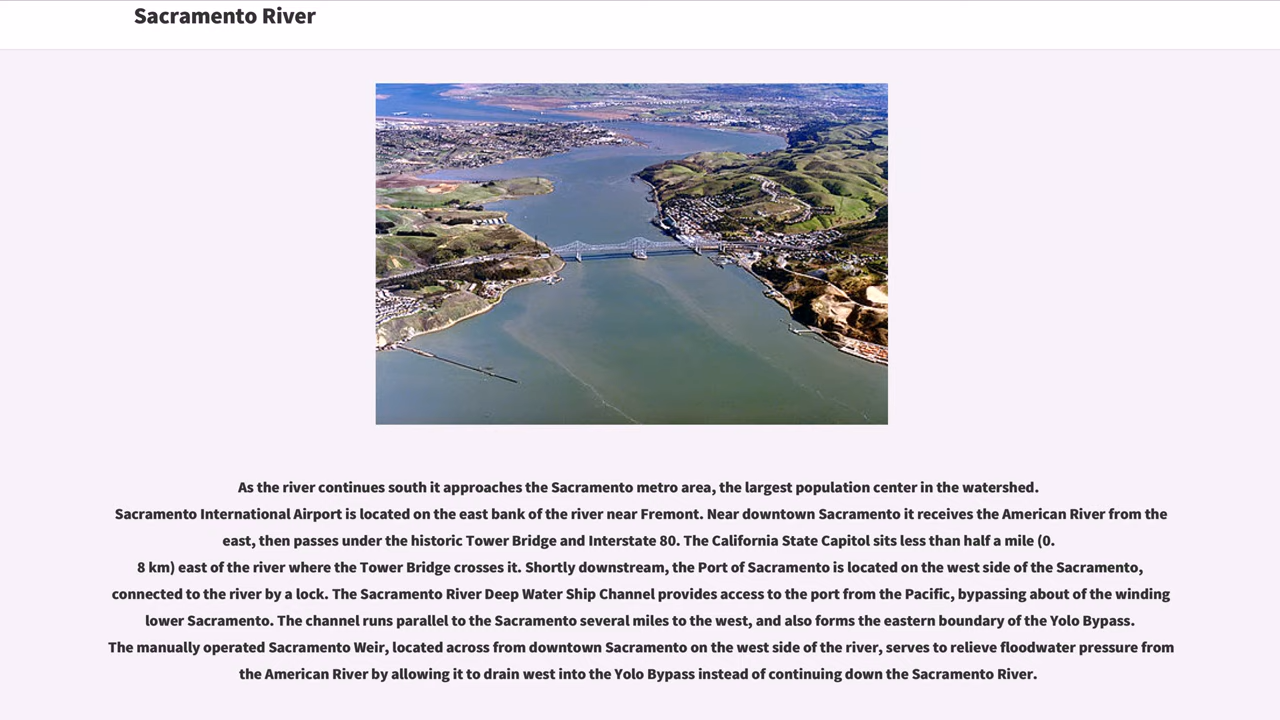 Sacramento River
As the river continues south it approaches the Sacramento metro area, the largest population center in the watershed.
Sacramento International Airport is located on the east bank of the river near Fremont. Near downtown Sacramento it receives the American River from the
east, then passes under the historic Tower Bridge and Interstate 80. The California State Capitol sits less than half a mile (0.
8 km) east of the river where the Tower Bridge crosses it. Shortly downstream, the Port of Sacramento is located on the west side of the Sacramento,
connected to the river by a lock. The Sacramento River Deep Water Ship Channel provides access to the port from the Pacific, bypassing about of the winding
lower Sacramento. The channel runs parallel to the Sacramento several miles to the west, and also forms the eastern boundary of the Yolo Bypass.
The manually operated Sacramento Weir, located across from downtown Sacramento on the west side of the river, serves to relieve floodwater pressure from
the American River by allowing it to drain west into the Yolo Bypass instead of continuing down the Sacramento River.